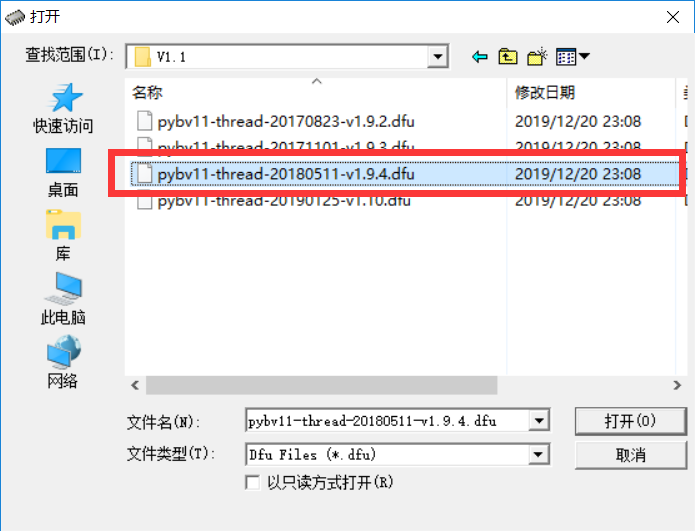 打开
查找范围(I):
V1.1
快速访问
桌面
库
此电脑
网络
名称
修改日期
pybv11-thread-20170823-v1.9.2.dfu
2019/12/20 23:08
pybv11-thread-20171101-v1.9.3.dfu
2019/12/20 23:08
pybv11-thread-20180511-v1.9.4.dfu
2019/12/20 23:08
pybv11-thread-20190125-v1.10.dfu
2019/12/20 23:08
文件名(N):
pybv11-thread-20180511-v1.9.4.dfu
打开(O)
文件类型(T):
Dfu Files (*.dfu)
取消
以只读方式打开(R)